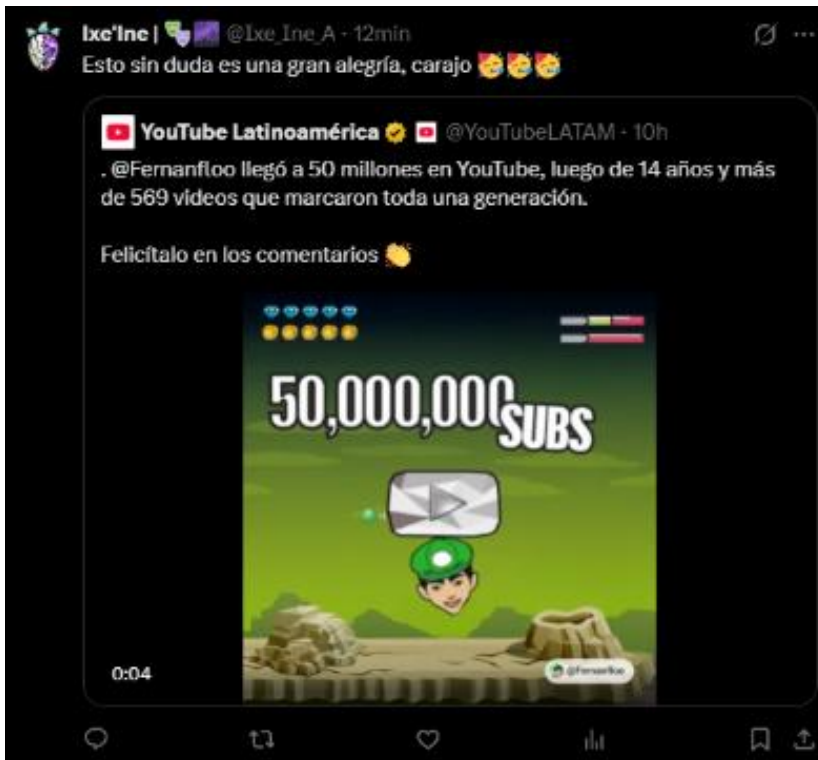 Ixe'Ine | @Ixe_Ine_A · 12min
Esto sin duda es una gran alegría, carajo 🥳🥳🥳
YouTube Latinoamérica @YouTubeLATAM · 10h
. @Fernanfloo llegó a 50 millones en YouTube, luego de 14 años y más
de 569 videos que marcaron toda una generación.
Felicítalo en los comentarios 👏
50,000,000
SUBS
0:04
@Fernanfloo